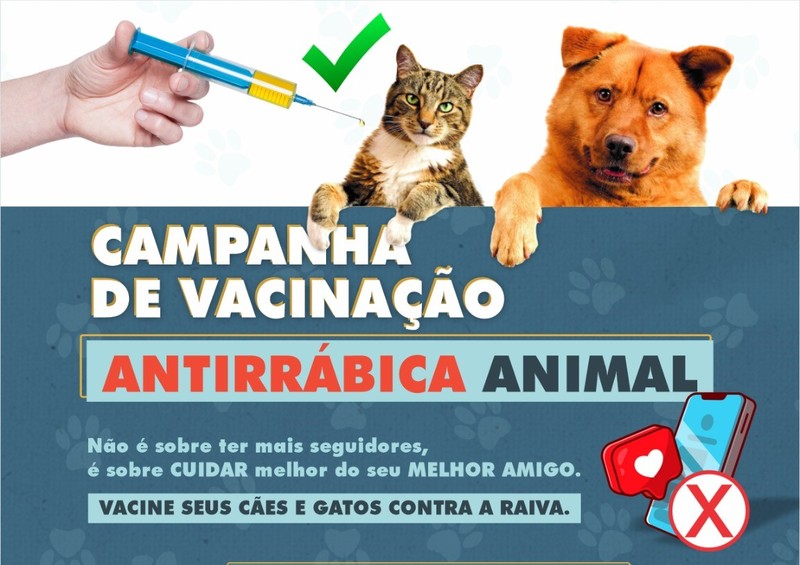 CAMPANHA
DE VACINAÇÃO
ANTIRRÁBICA ANIMAL
Não é sobre ter mais seguidores,
é sobre CUIDAR melhor do seu MELHOR AMIGO.
VACINE SEUS CÃES E GATOS CONTRA A RAIVA.
X